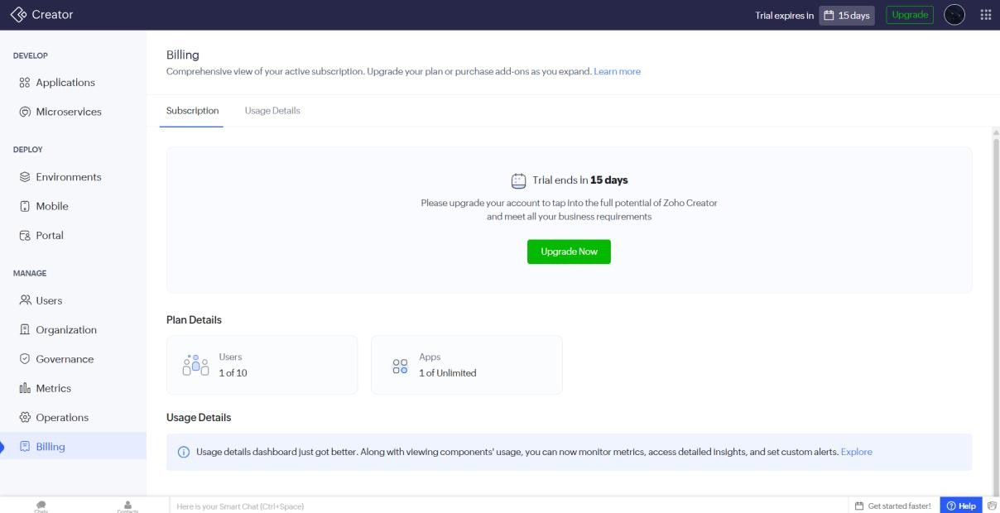 Creator
Trial expires in 15 days Upgrade
DEVELOP
Applications
Microservices
DEPLOY
Environments
Mobile
Portal
MANAGE
Users
Organization
Governance
Metrics
Operations
Billing
Billing
Comprehensive view of your active subscription. Upgrade your plan or purchase add-ons as you expand. Learn more
Subscription Usage Details
Trial ends in 15 days
Please upgrade your account to tap into the full potential of Zoho Creator
and meet all your business requirements
Upgrade Now
Plan Details
Users
1 of 10
Apps
1 of Unlimited
Usage Details
Usage details dashboard just got better. Along with viewing components' usage, you can now monitor metrics, access detailed insights, and set custom alerts. Explore
Chats Contacts Here is your Smart Chat (Ctrl+Space) Get started faster! Help